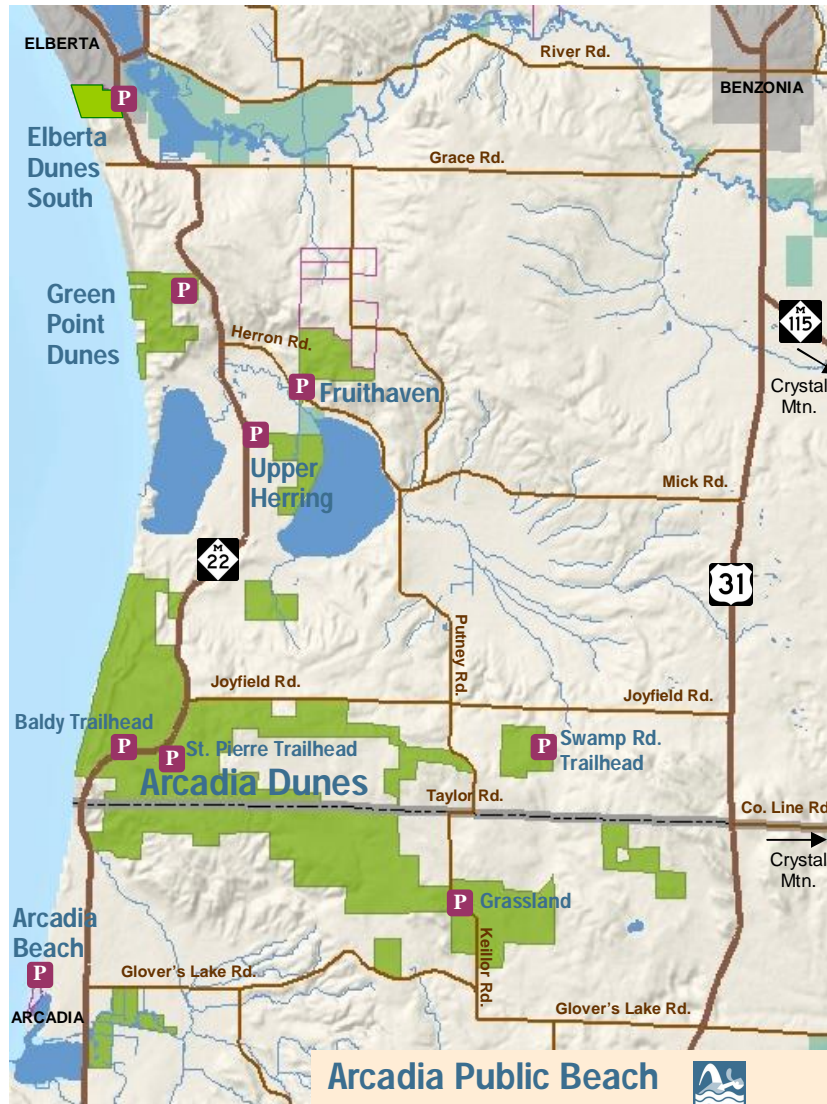 ELBERTA
River Rd.
BENZONIA
P
Elberta
Dunes
South
Grace Rd.
Green
Point
Dunes
P
M
115
Herron Rd.
Crystal
Mtn.
P
Fruithaven
P
Upper
Herring
Mick Rd.
M
22
31
Putney Rd.
Joyfield Rd.
Joyfield Rd.
Baldy Trailhead
P
P
St. Pierre Trailhead
P
Swamp Rd.
Trailhead
Arcadia Dunes
Taylor Rd.
Co. Line Rd
Crystal
Mtn.
P
Grassland
Arcadia
Beach
P
Keillor Rd.
Glover's Lake Rd.
Glover's Lake Rd.
ARCADIA
Arcadia Public Beach